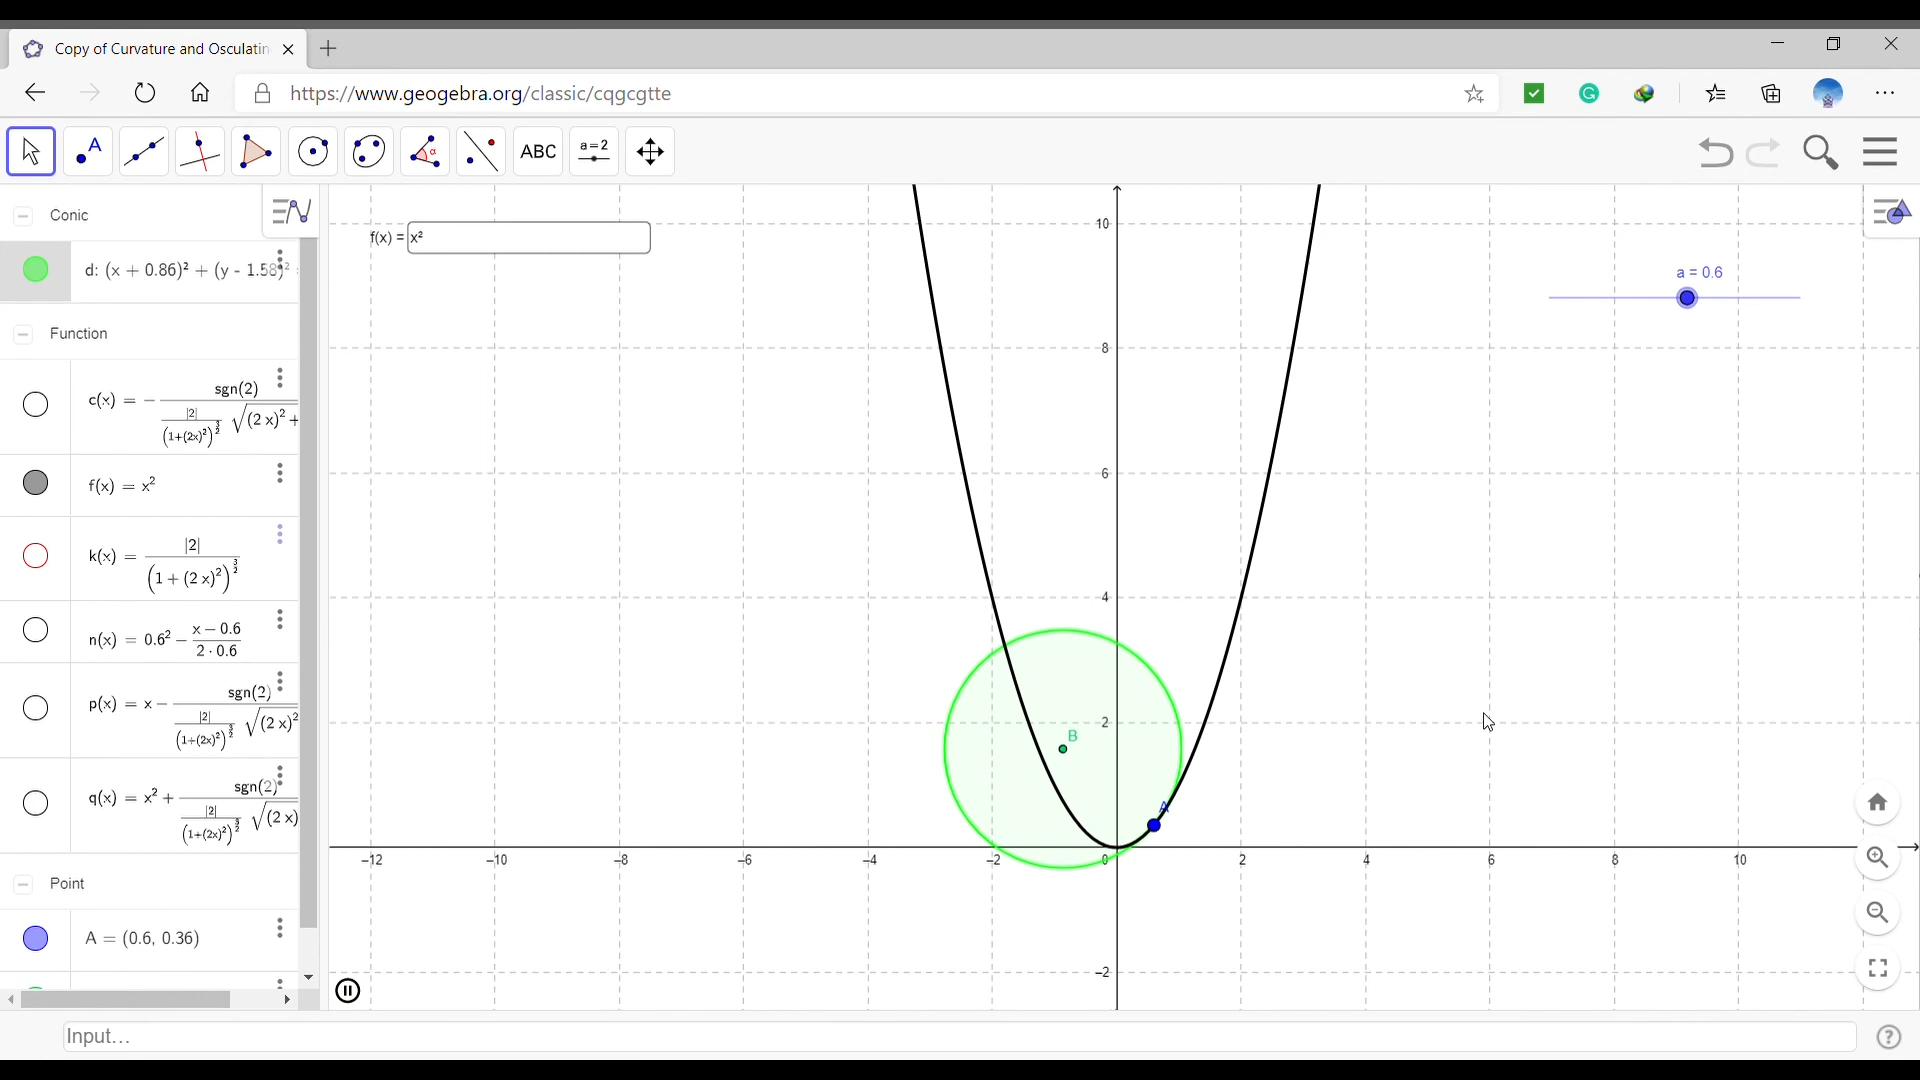 Copy of Curvature and Osculatin
https://www.geogebra.org/classic/cqgcgtte
A
α
ABC
a=2
Conic
d: (x + 0.86)² + (y - 1.58)²
Function
c(x) = − sgn(2) / (|2| / (1+(2x)²)^(3/2) √((2 x)² +
f(x) = x²
k(x) = |2| / (1 + (2 x)²)^(3/2)
n(x) = 0.6² − (x − 0.6) / (2 · 0.6)
p(x) = x − sgn(2) / (|2| / (1+(2x)²)^(3/2) √((2 x)²
q(x) = x² + sgn(2) / (|2| / (1+(2x)²)^(3/2) √((2 x)
Point
A = (0.6, 0.36)
f(x) = x²
a = 0.6
10
8
6
4
2
B
A
−12 −10 −8 −6 −4 −2 0 2 4 6 8 10
−2
Input…